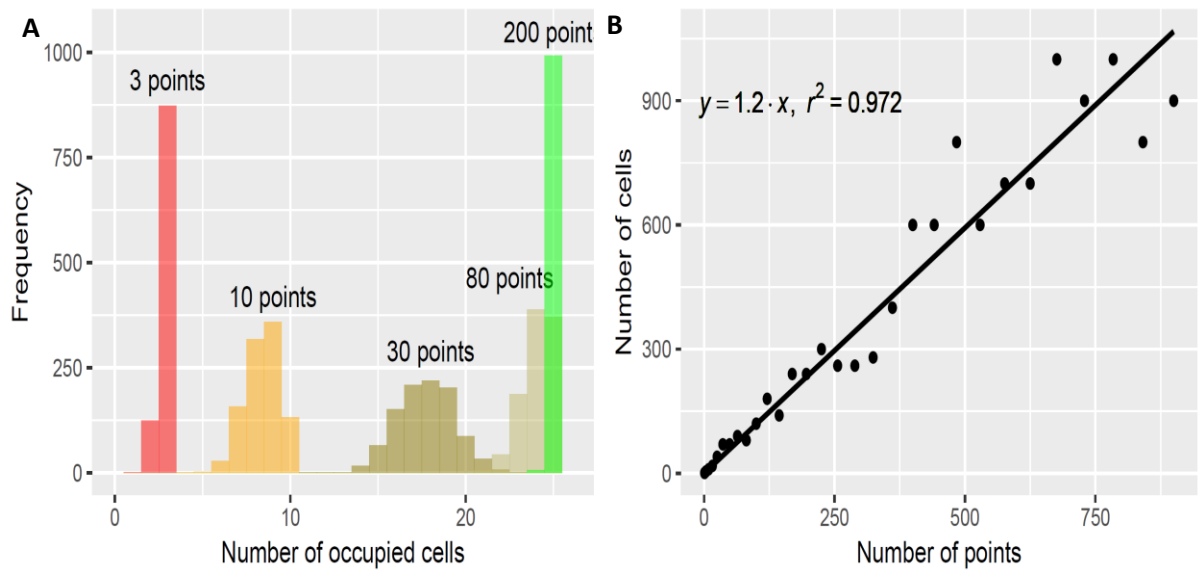 A
Frequency
1000
750
500
250
0
3 points
10 points
30 points
80 points
200 point
0
10
20
Number of occupied cells
B
Number of cells
900
600
300
0
y = 1.2 · x, r² = 0.972
0
250
500
750
Number of points